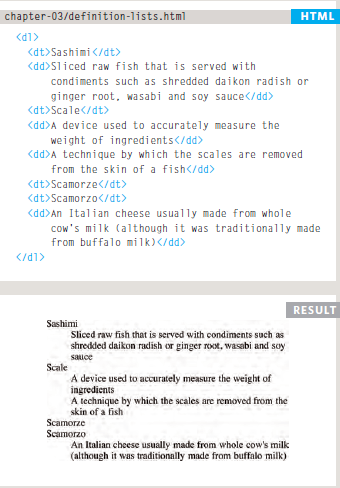 chapter-03/definition-lists.html HTML
<dl>
<dt>Sashimi</dt>
<dd>Sliced raw fish that is served with
condiments such as shredded daikon radish or
ginger root, wasabi and soy sauce</dd>
<dt>Scale</dt>
<dd>A device used to accurately measure the
weight of ingredients</dd>
<dd>A technique by which the scales are removed
from the skin of a fish</dd>
<dt>Scamorze</dt>
<dt>Scamorzo</dt>
<dd>An Italian cheese usually made from whole
cow's milk (although it was traditionally made
from buffalo milk)</dd>
</dl>
RESULT
Sashimi
Sliced raw fish that is served with condiments such as
shredded daikon radish or ginger root, wasabi and soy
sauce
Scale
A device used to accurately measure the weight of
ingredients
A technique by which the scales are removed from the
skin of a fish
Scamorze
Scamorzo
An Italian cheese usually made from whole cow's milk
(although it was traditionally made from buffalo milk)